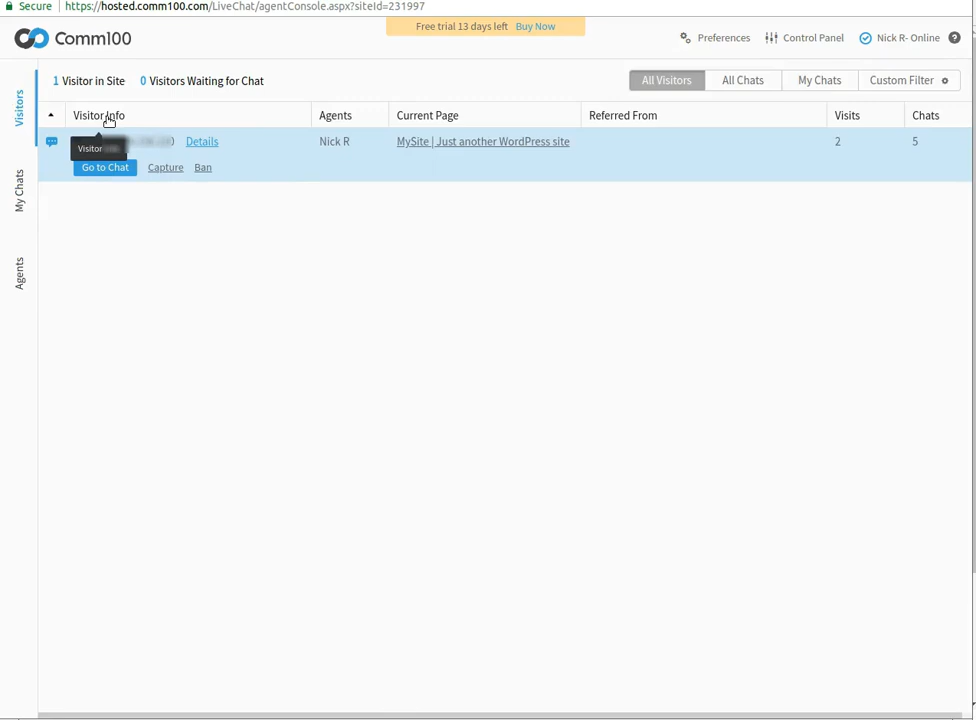 Secure https://hosted.comm100.com/LiveChat/agentConsole.aspx?siteId=231997
Free trial 13 days left Buy Now
Comm100
Preferences Control Panel Nick R- Online ?
1 Visitor in Site 0 Visitors Waiting for Chat
All Visitors All Chats My Chats Custom Filter
Visitors
My Chats
Agents
Visitor Info Agents Current Page Referred From Visits Chats
) Details Nick R MySite | Just another WordPress site 2 5
Visitor
Go to Chat Capture Ban